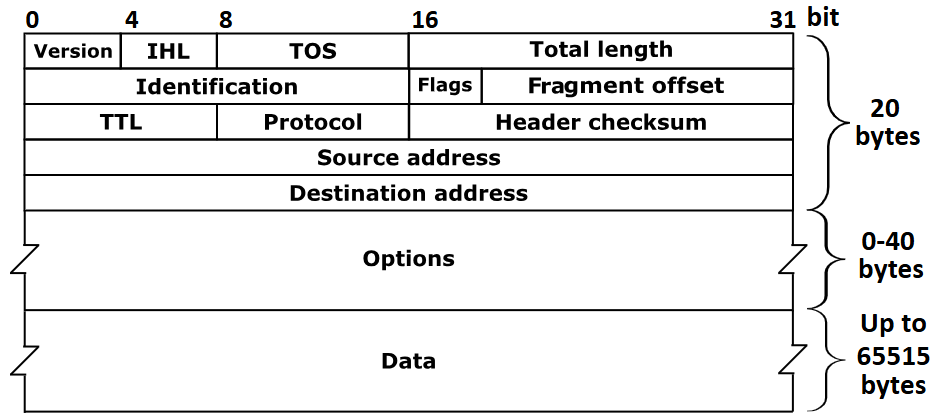 0 4 8 16 31 bit
Version IHL TOS Total length
Identification Flags Fragment offset
TTL Protocol Header checksum
Source address
Destination address
20
bytes
Options
0-40
bytes
Data
Up to
65515
bytes